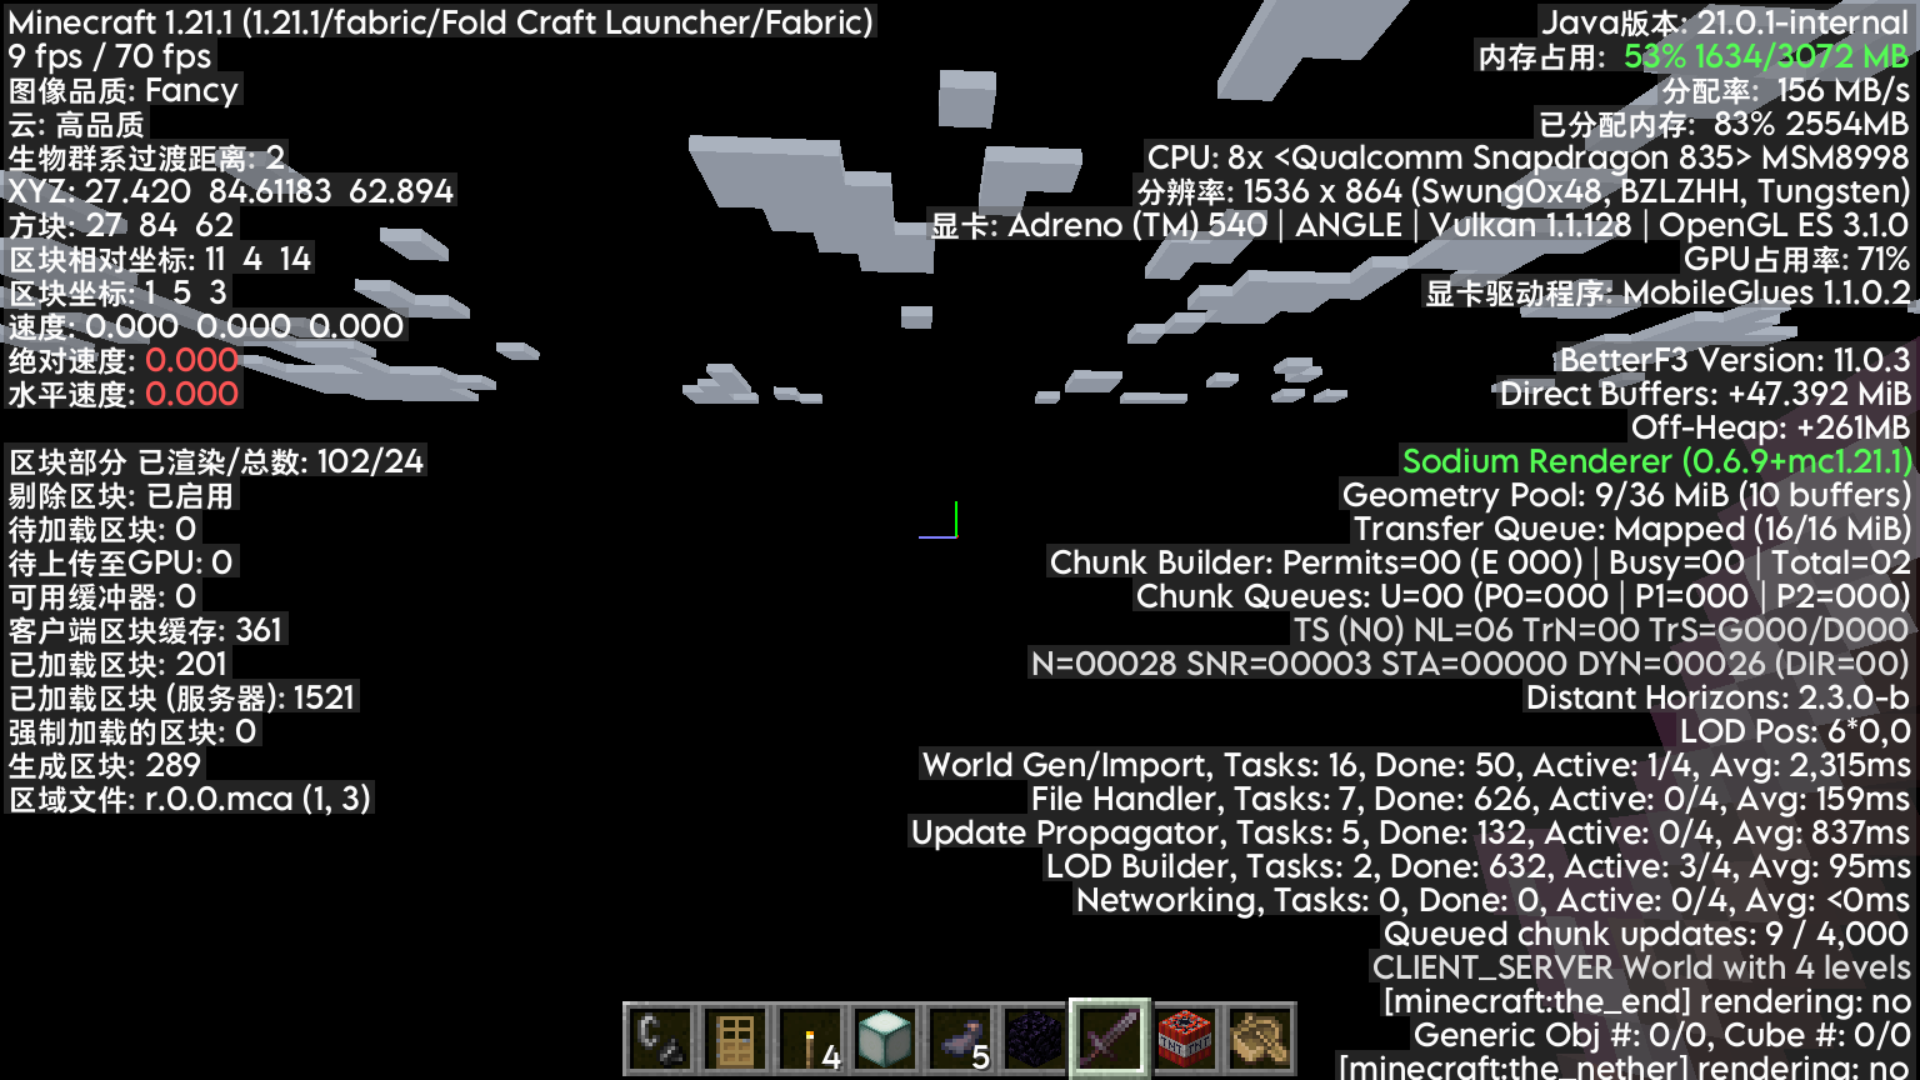 Minecraft 1.21.1 (1.21.1/fabric/Fold Craft Launcher/Fabric)
9 fps / 70 fps
图像品质: Fancy
云: 高品质
生物群系过渡距离: 2
XYZ: 27.420 84.61183 62.894
方块: 27 84 62
区块相对坐标: 11 4 14
区块坐标: 1 5 3
速度: 0.000 0.000 0.000
绝对速度: 0.000
水平速度: 0.000
区块部分 已渲染/总数: 102/24
剔除区块: 已启用
待加载区块: 0
待上传至GPU: 0
可用缓冲器: 0
客户端区块缓存: 361
已加载区块: 201
已加载区块 (服务器): 1521
强制加载的区块: 0
生成区块: 289
区域文件: r.0.0.mca (1, 3)
Java版本: 21.0.1-internal
内存占用: 53% 1634/3072 MB
分配率: 156 MB/s
已分配内存: 83% 2554MB
CPU: 8x <Qualcomm Snapdragon 835> MSM8998
分辨率: 1536 x 864 (Swung0x48, BZLZHH, Tungsten)
显卡: Adreno (TM) 540 | ANGLE | Vulkan 1.1.128 | OpenGL ES 3.1.0
GPU占用率: 71%
显卡驱动程序: MobileGlues 1.1.0.2
BetterF3 Version: 11.0.3
Direct Buffers: +47.392 MiB
Off-Heap: +261MB
Sodium Renderer (0.6.9+mc1.21.1)
Geometry Pool: 9/36 MiB (10 buffers)
Transfer Queue: Mapped (16/16 MiB)
Chunk Builder: Permits=00 (E 000) | Busy=00 | Total=02
Chunk Queues: U=00 (P0=000 | P1=000 | P2=000)
TS (N0) NL=06 TrN=00 TrS=G000/D000
N=00028 SNR=00003 STA=00000 DYN=00026 (DIR=00)
Distant Horizons: 2.3.0-b
LOD Pos: 6*0,0
World Gen/Import, Tasks: 16, Done: 50, Active: 1/4, Avg: 2,315ms
File Handler, Tasks: 7, Done: 626, Active: 0/4, Avg: 159ms
Update Propagator, Tasks: 5, Done: 132, Active: 0/4, Avg: 837ms
LOD Builder, Tasks: 2, Done: 632, Active: 3/4, Avg: 95ms
Networking, Tasks: 0, Done: 0, Active: 0/4, Avg: <0ms
Queued chunk updates: 9 / 4,000
CLIENT_SERVER World with 4 levels
[minecraft:the_end] rendering: no
Generic Obj #: 0/0, Cube #: 0/0
[minecraft:the_nether] rendering: no
4
5
TNT TNT